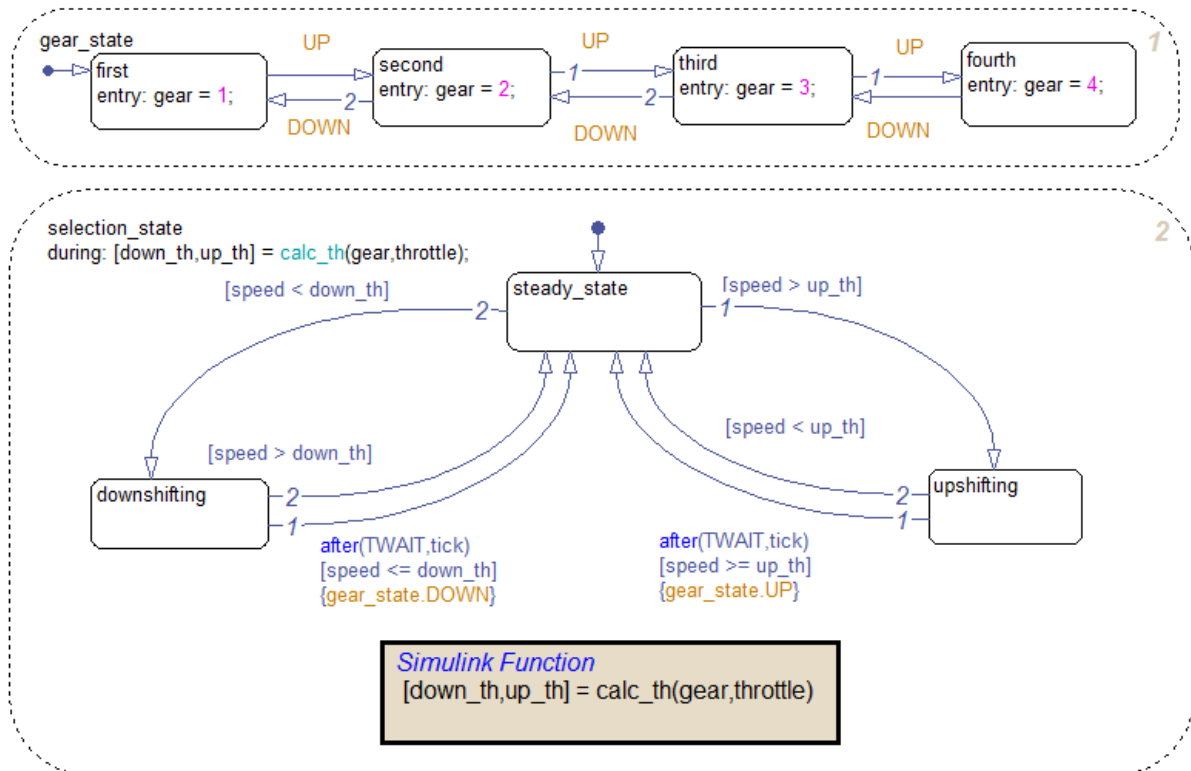 gear_state
1
first
entry: gear = 1;
UP
2
DOWN
second
entry: gear = 2;
UP
1
2
DOWN
third
entry: gear = 3;
UP
1
DOWN
fourth
entry: gear = 4;
selection_state
during: [down_th,up_th] = calc_th(gear,throttle);
2
steady_state
[speed < down_th]
2
1
[speed > up_th]
[speed > down_th]
[speed < up_th]
downshifting
2
1
upshifting
2
1
after(TWAIT,tick)
[speed <= down_th]
{gear_state.DOWN}
after(TWAIT,tick)
[speed >= up_th]
{gear_state.UP}
Simulink Function
[down_th,up_th] = calc_th(gear,throttle)